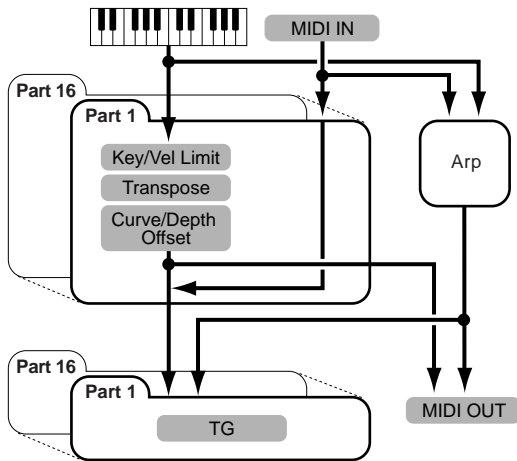 MIDI IN
Part 16
Part 1
Key/Vel Limit
Transpose
Curve/Depth
Offset
Arp
Part 16
Part 1
TG
MIDI OUT